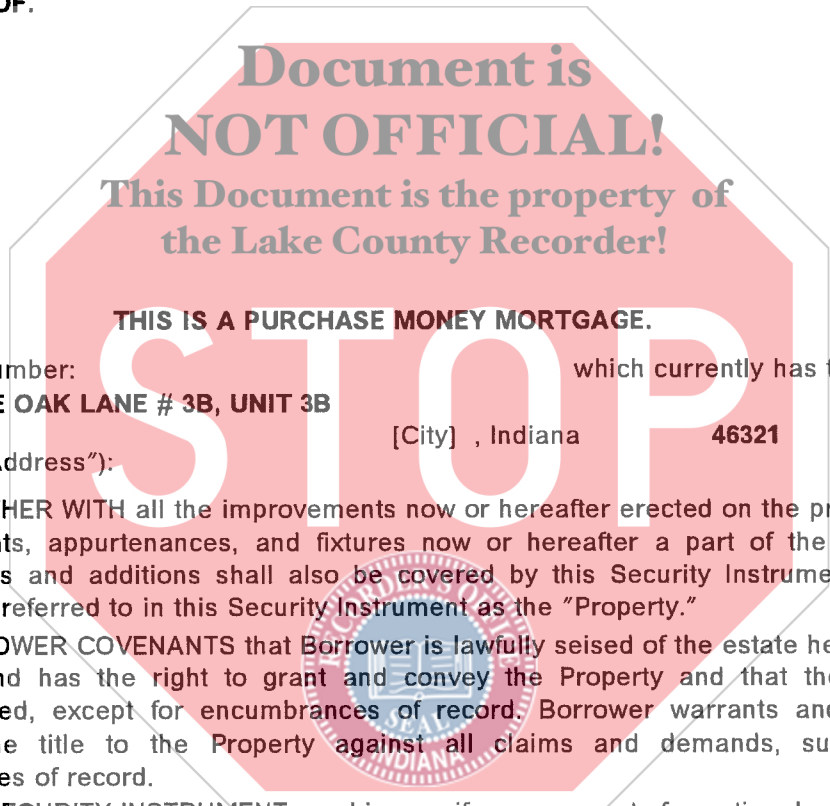 OF.
Document is
NOT OFFICIAL!
This Document is the property of
the Lake County Recorder!
THIS IS A PURCHASE MONEY MORTGAGE.
umber: which currently has t
E OAK LANE # 3B, UNIT 3B
[City] , Indiana 46321
Address"):
STOP
HER WITH all the improvements now or hereafter erected on the pr
ts, appurtenances, and fixtures now or hereafter a part of the
s and additions shall also be covered by this Security Instrume
referred to in this Security Instrument as the "Property."
OWER COVENANTS that Borrower is lawfully seised of the estate he
nd has the right to grant and convey the Property and that the
ed, except for encumbrances of record. Borrower warrants and
e title to the Property against all claims and demands, su
es of record.
RECORDER'S OFFICE
SEAL
INDIANA